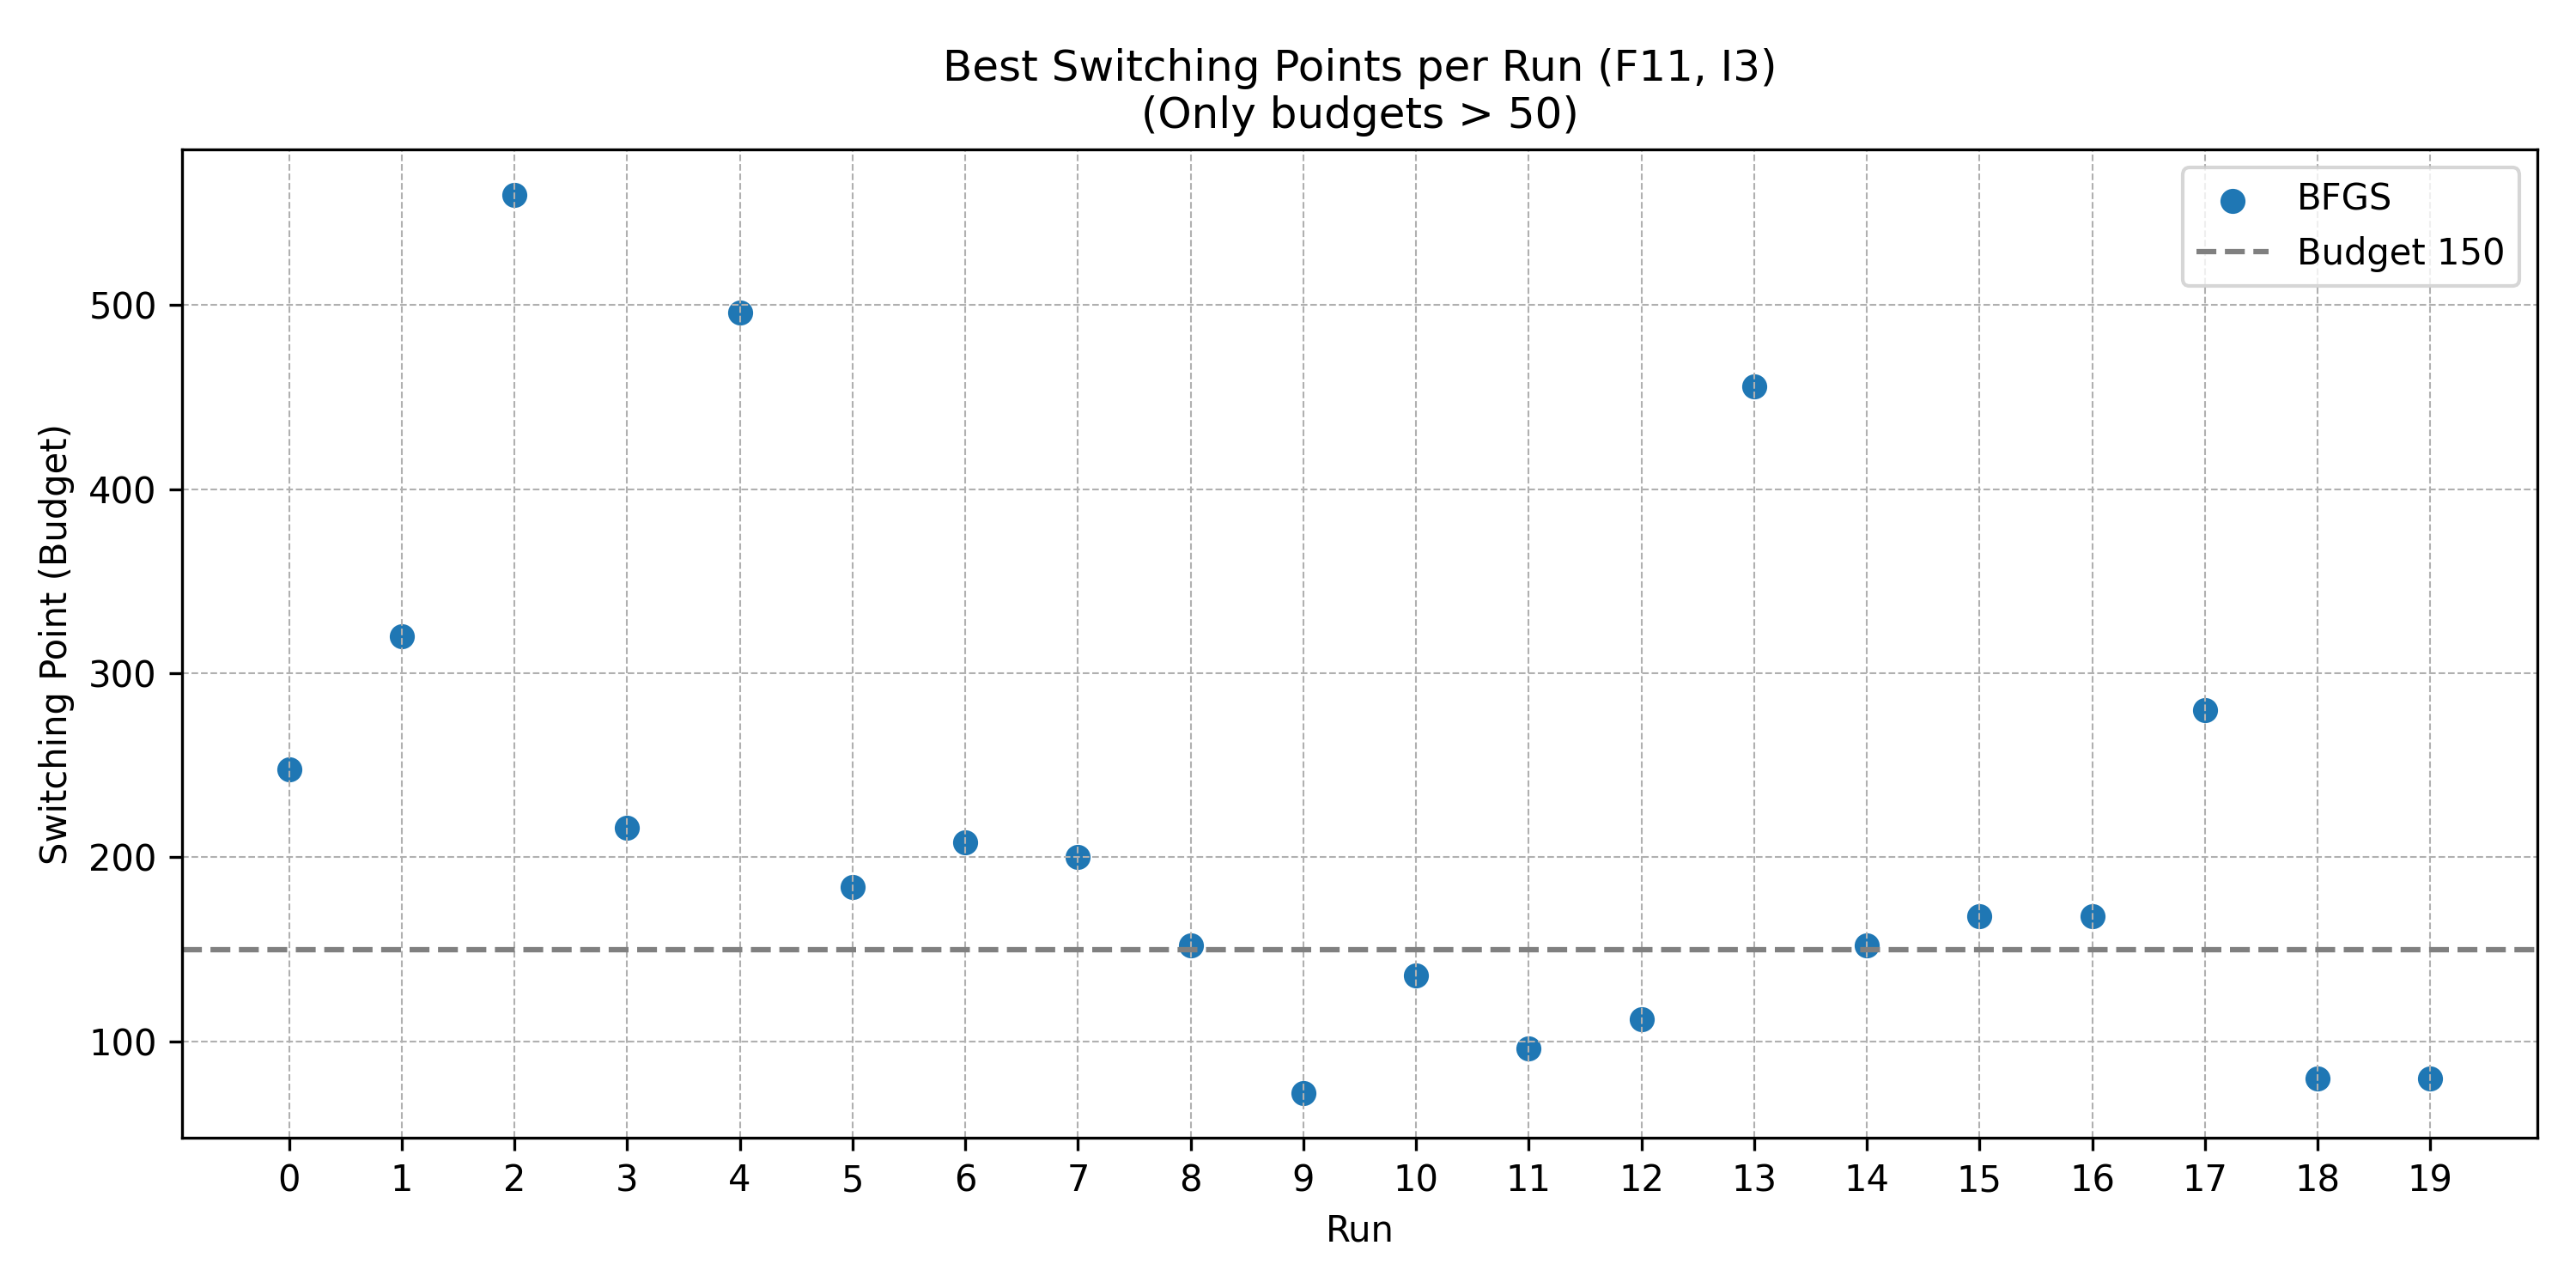 Best Switching Points per Run (F11, I3)
(Only budgets > 50)
BFGS
Budget 150
Switching Point (Budget)
500
400
300
200
100
0 1 2 3 4 5 6 7 8 9 10 11 12 13 14 15 16 17 18 19
Run